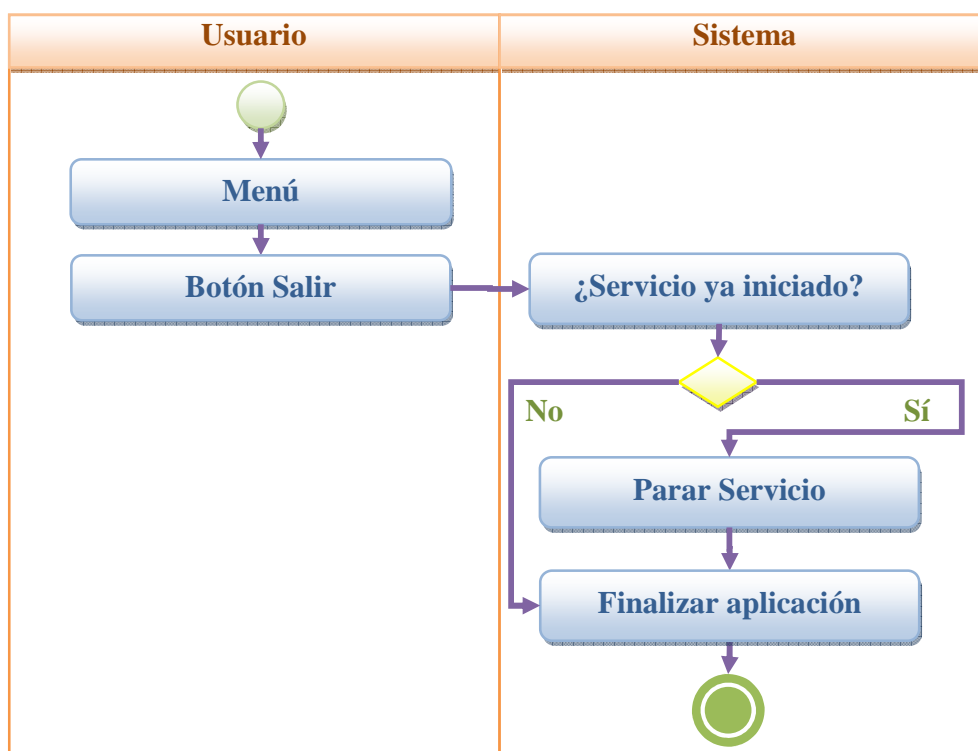 Usuario
Sistema
Menú
Botón Salir
¿Servicio ya iniciado?
No
Sí
Parar Servicio
Finalizar aplicación